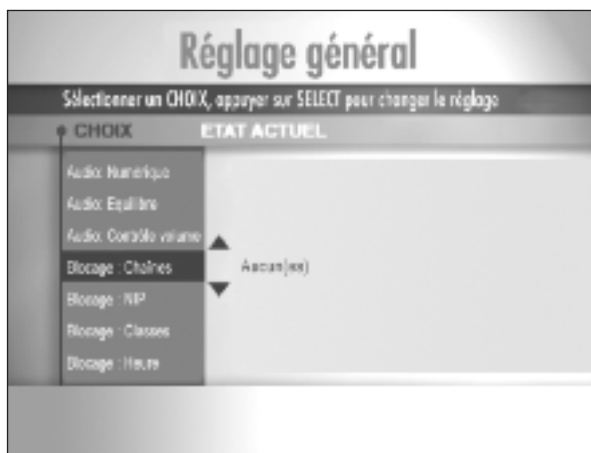 Réglage général
Sélectionner un CHOIX, appuyer sur SELECT pour changer le réglage
CHOIX ETAT ACTUEL
Audio: Numérique
Audio: Equilibre
Audio: Contrôle volume
Blocage : Chaînes Aucun(es)
Blocage : NIP
Blocage : Classes
Blocage : Heure